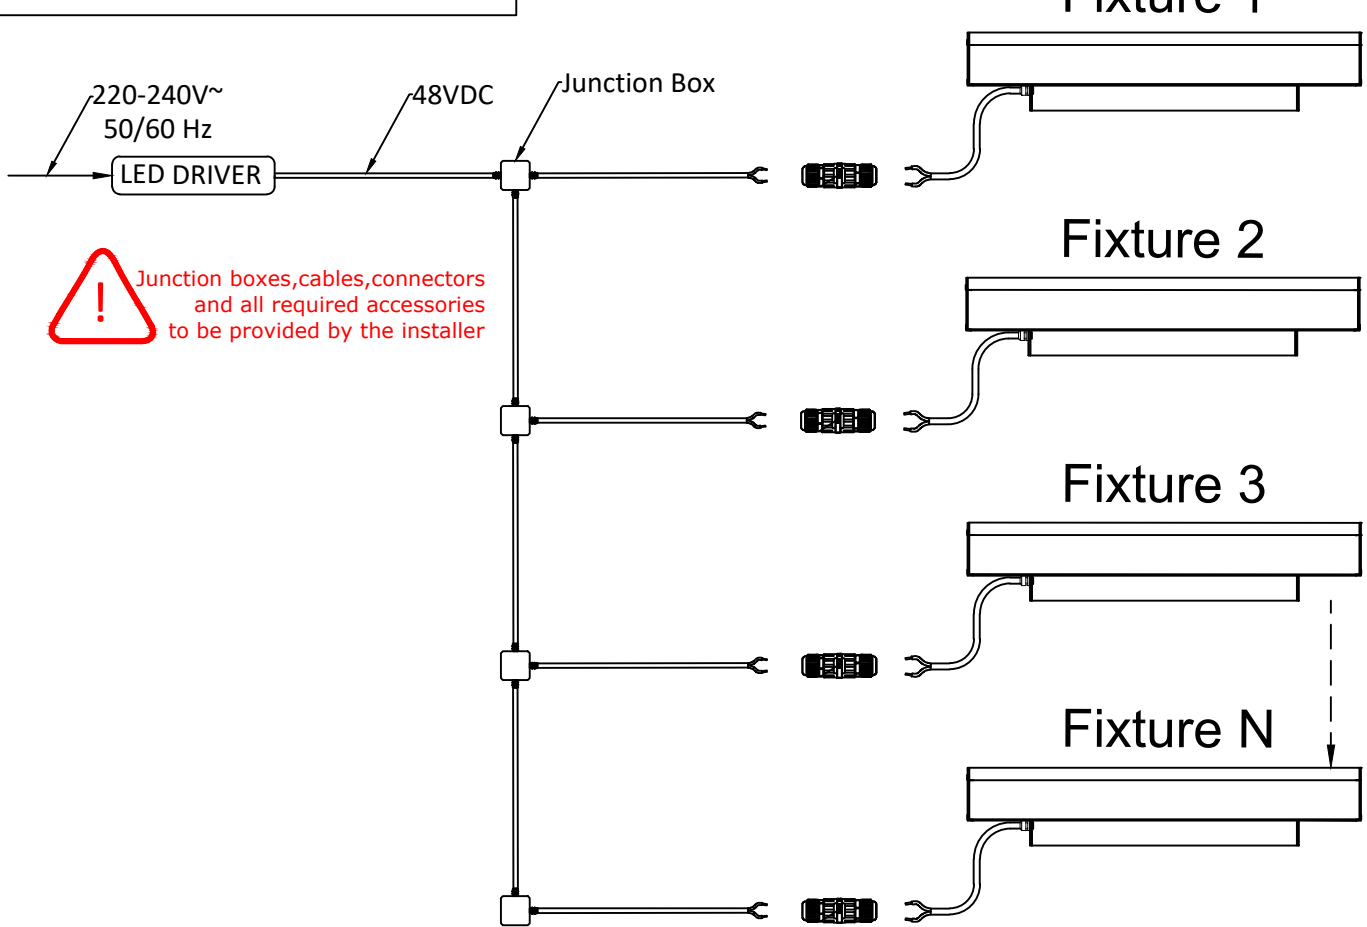 220-240V~
50/60 Hz
48VDC
Junction Box
LED DRIVER
Junction boxes,cables,connectors
and all required accessories
to be provided by the installer
!
Fixture 2
Fixture 3
Fixture N